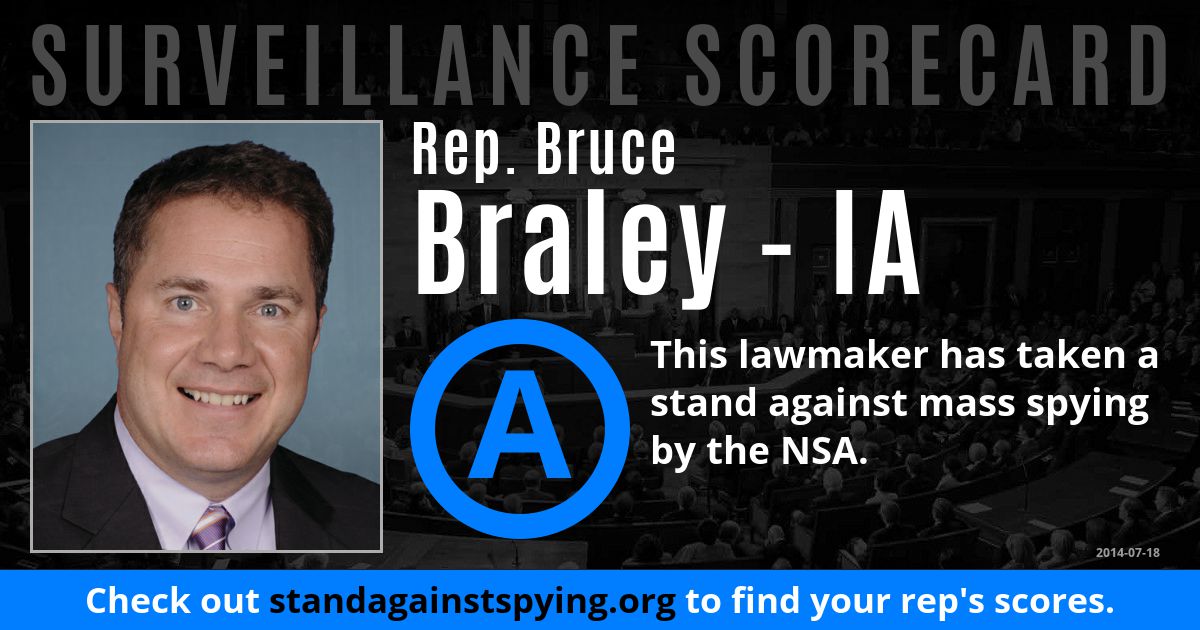 SURVEILLANCE SCORECARD
Rep. Bruce
Braley - IA
A
This lawmaker has taken a
stand against mass spying
by the NSA.
2014-07-18
Check out standagainstspying.org to find your rep's scores.